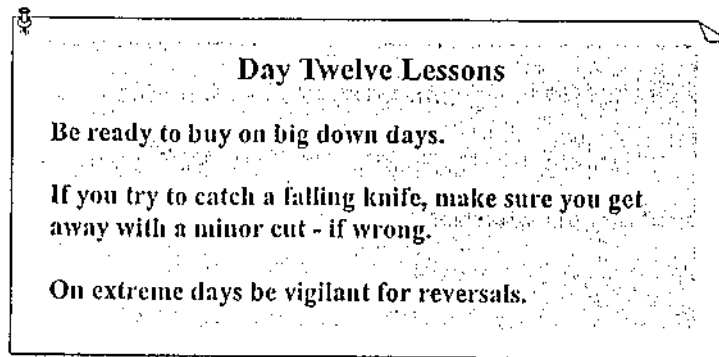 Day Twelve Lessons
Be ready to buy on big down days.
If you try to catch a falling knife, make sure you get
away with a minor cut - if wrong.
On extreme days be vigilant for reversals.